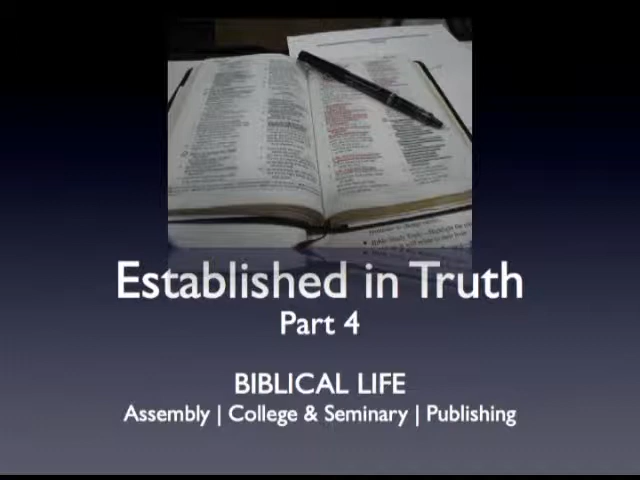 Established in Truth
Part 4
BIBLICAL LIFE
Assembly | College & Seminary | Publishing